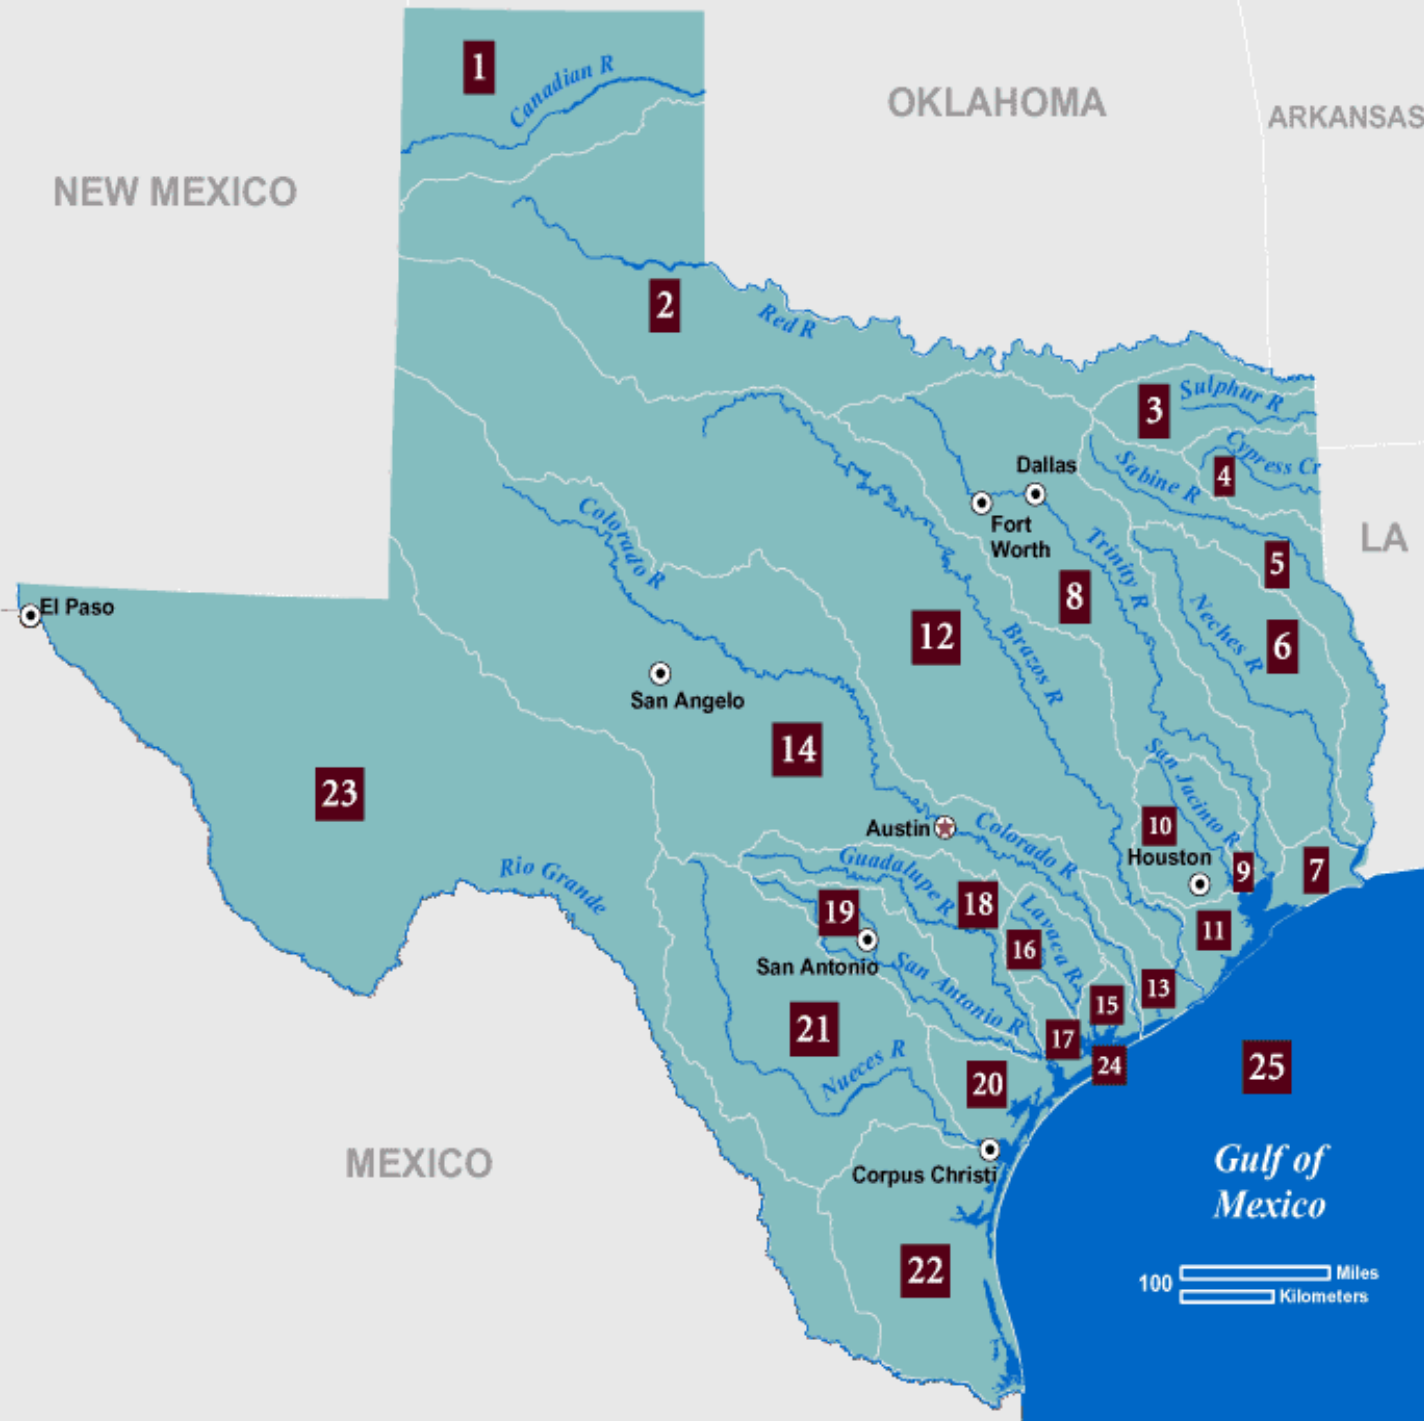 1
Canadian R
OKLAHOMA
ARKANSAS
NEW MEXICO
2
Red R
3
Sulphur R
Cypress Cr
4
Dallas
Sabine R
Fort
Worth
Colorado R
LA
5
Trinity R
8
El Paso
12
Neches R
6
Brazos R
San Angelo
14
San Jacinto R
23
10
Austin
Colorado R
Houston
Guadalupe R
9
7
Rio Grande
19
18
Lavaca R
11
16
San Antonio
San Antonio R
13
15
21
17
24
25
Nueces R
20
Gulf of
Mexico
MEXICO
Corpus Christi
22
100
Miles
Kilometers